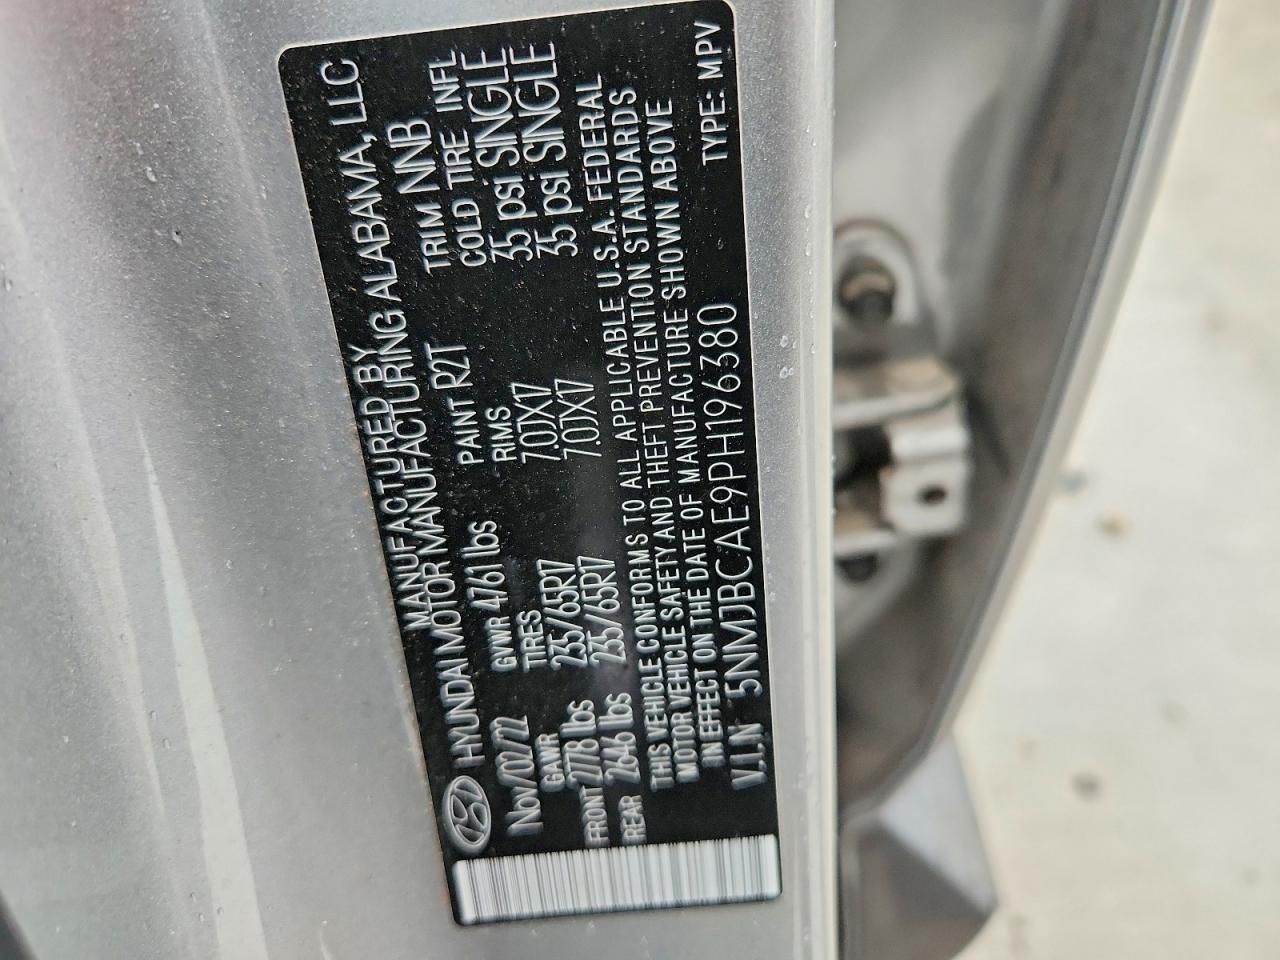 MANUFACTURED BY
HYUNDAI MOTOR MANUFACTURING ALABAMA, LLC
Nov/02/22 GVWR 4761 lbs PAINT R2T TRIM NNB
GAWR TIRES RIMS COLD TIRE INFL
FRONT 2778 lbs 235/65R17 7.0JX17 35 psi SINGLE
REAR 2646 lbs 235/65R17 7.0JX17 35 psi SINGLE
THIS VEHICLE CONFORMS TO ALL APPLICABLE U.S.A. FEDERAL
MOTOR VEHICLE SAFETY AND THEFT PREVENTION STANDARDS
IN EFFECT ON THE DATE OF MANUFACTURE SHOWN ABOVE
V.I.N 5NMJBCAE9PH196380 TYPE: MPV